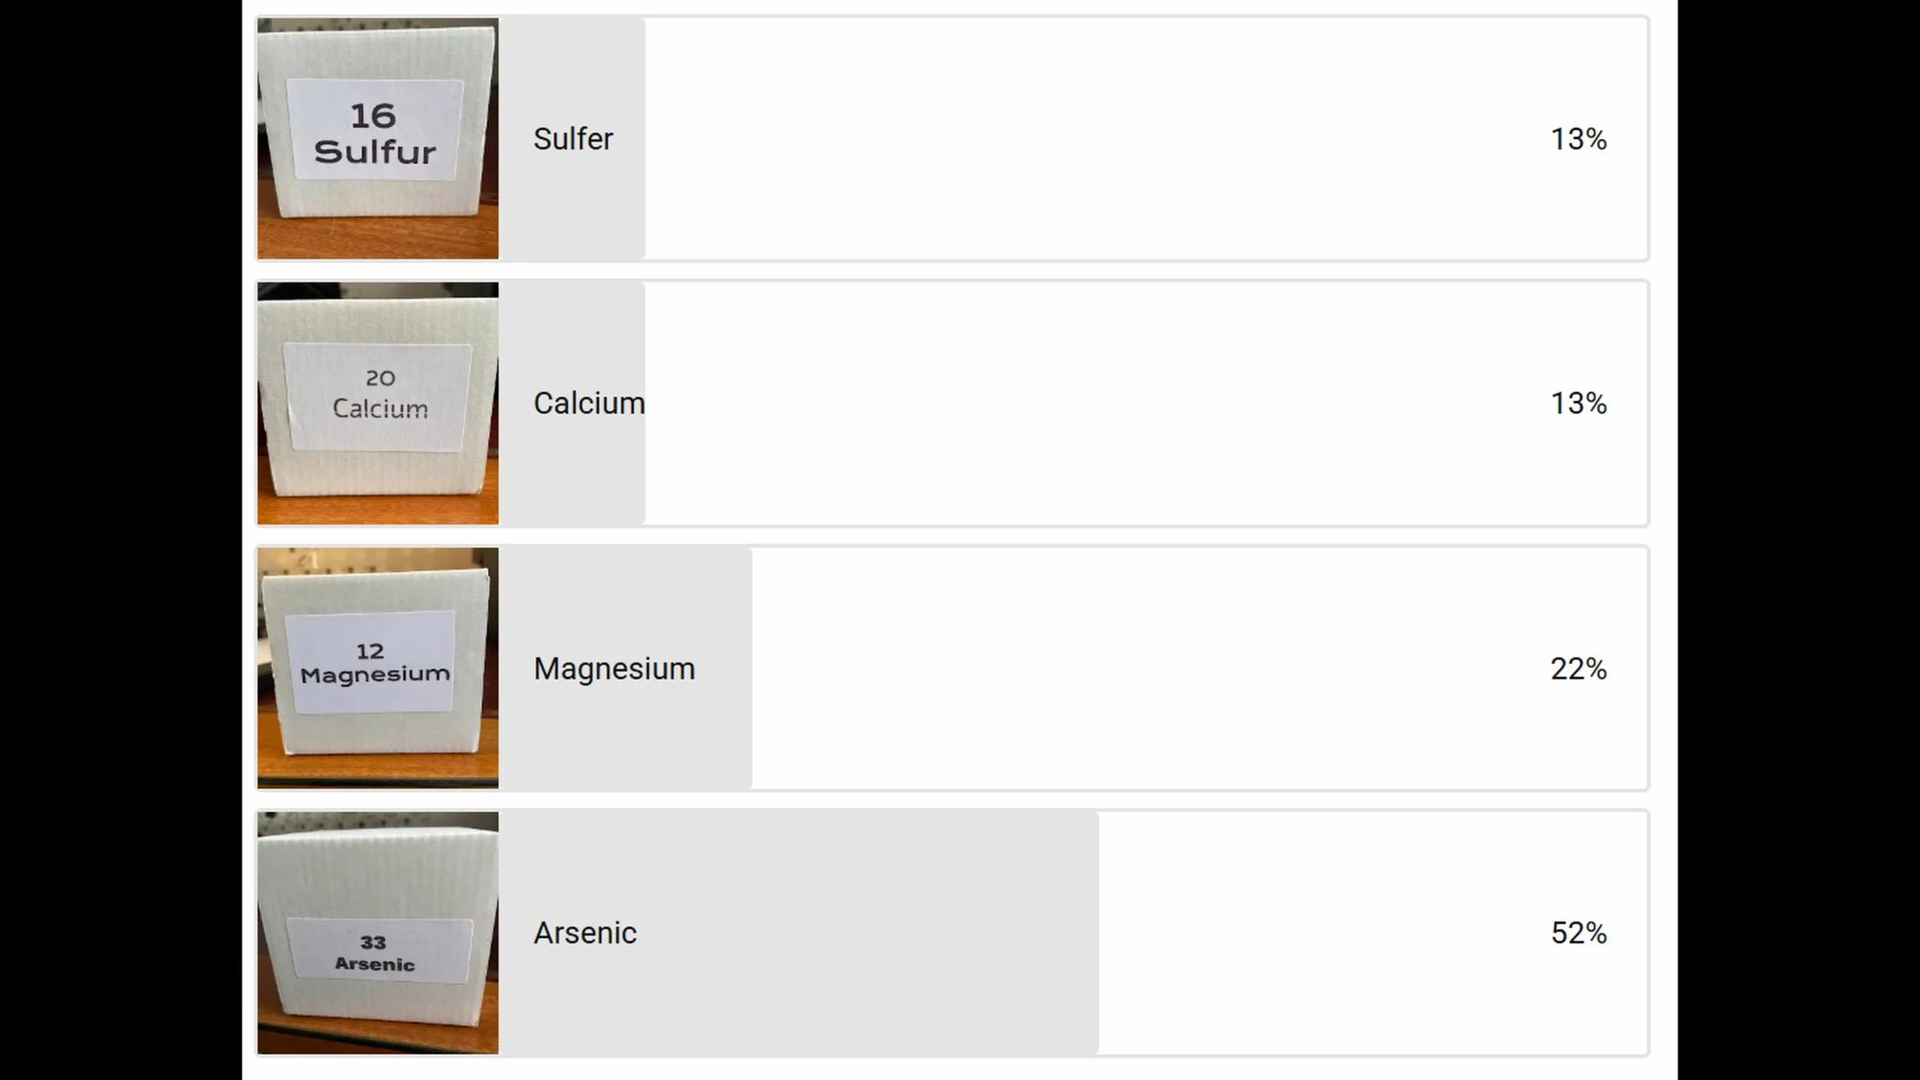 16
Sulfur
Sulfer
13%
20
Calcium
Calcium
13%
12
Magnesium
Magnesium
22%
33
Arsenic
Arsenic
52%